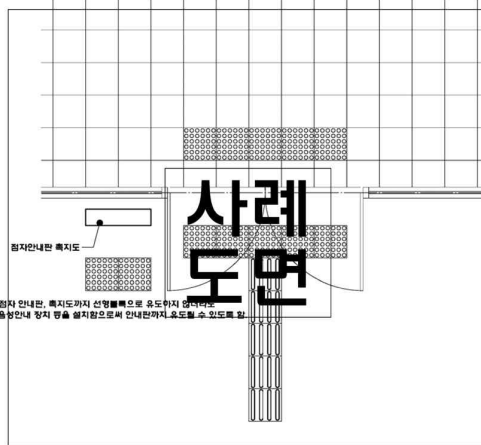 사례
도면
점자안내판 촉지도
점자 안내판, 촉지도까지 선형블록으로 유도하지 않더라도
음성안내 장치 등을 설치함으로써 안내판까지 유도될 수 있도록 함